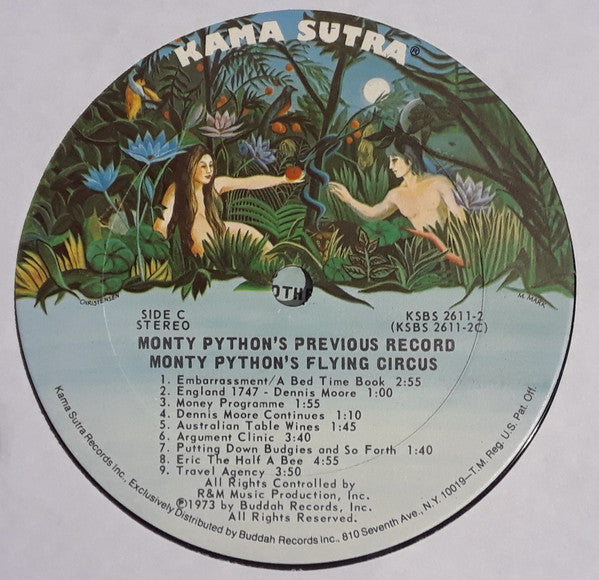 KAMA SUTRA®
CHRISTENSEN
M. MARK
OTH
SIDE C
STEREO
KSBS 2611-2
(KSBS 2611-2C)
MONTY PYTHON'S PREVIOUS RECORD
MONTY PYTHON'S FLYING CIRCUS
1. Embarrassment/A Bed Time Book 2:55
2. England 1747 - Dennis Moore 1:00
3. Money Programme 1:55
4. Dennis Moore Continues 1:10
5. Australian Table Wines 1:45
6. Argument Clinic 3:40
7. Putting Down Budgies and So Forth 1:40
8. Eric The Half A Bee 4:55
9. Travel Agency 3:50
All Rights Controlled by
R&M Music Production, Inc.
℗1973 by Buddah Records, Inc.
All Rights Reserved.
Kama Sutra Records Inc., Exclusively Distributed by Buddah Records Inc., 810 Seventh Ave., N.Y. 10019—T.M. Reg. U.S. Pat. Off.